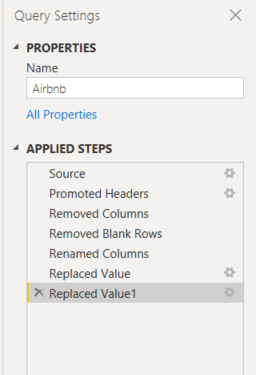 Query Settings
PROPERTIES
Name
Airbnb
All Properties
APPLIED STEPS
Source
Promoted Headers
Removed Columns
Removed Blank Rows
Renamed Columns
Replaced Value
Replaced Value1